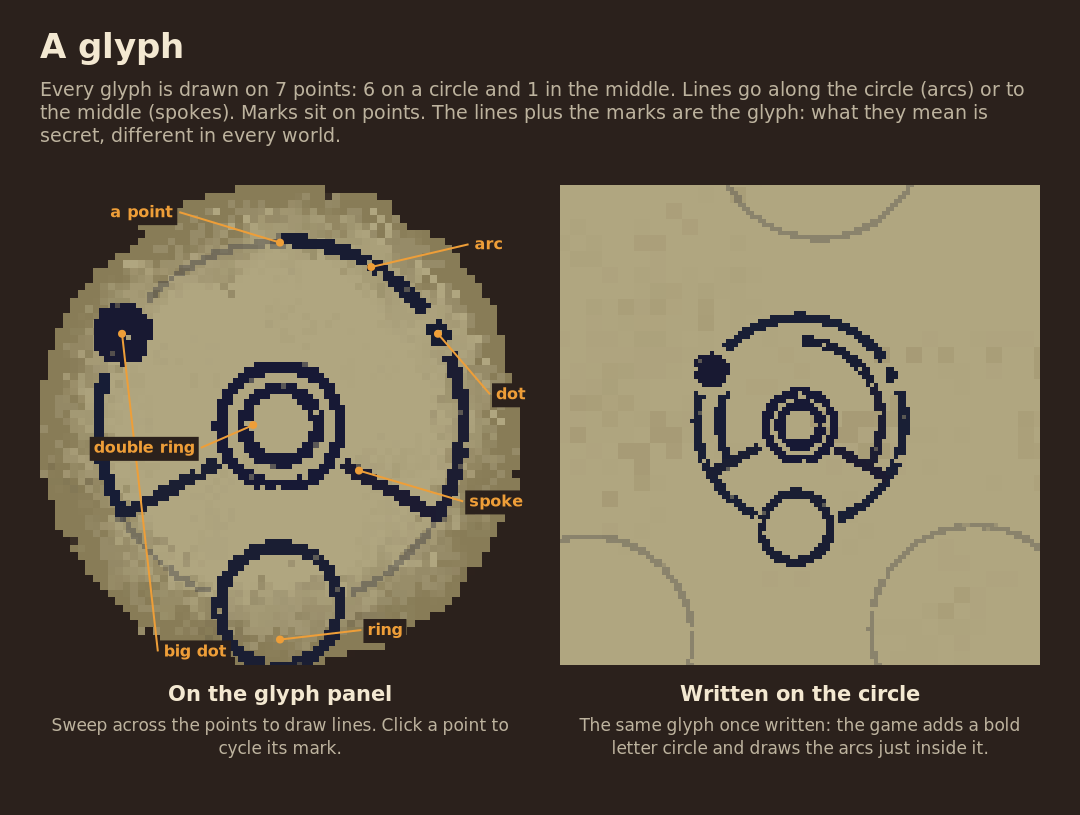 A glyph
Every glyph is drawn on 7 points: 6 on a circle and 1 in the middle. Lines go along the circle (arcs) or to
the middle (spokes). Marks sit on points. The lines plus the marks are the glyph: what they mean is
secret, different in every world.
a point
arc
dot
double ring
spoke
ring
big dot
On the glyph panel
Sweep across the points to draw lines. Click a point to
cycle its mark.
Written on the circle
The same glyph once written: the game adds a bold
letter circle and draws the arcs just inside it.